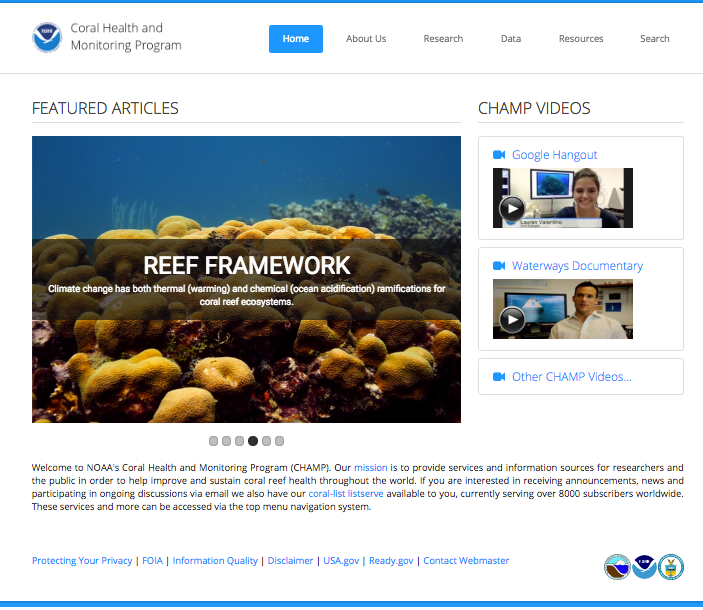 Coral Health and
Monitoring Program
Home
About Us
Research
Data
Resources
Search
FEATURED ARTICLES
CHAMP VIDEOS
REEF FRAMEWORK
Climate change has both thermal (warming) and chemical (ocean acidification) ramifications for
coral reef ecosystems.
Google Hangout
Lauren Valentino
Waterways Documentary
Other CHAMP Videos...
Welcome to NOAA's Coral Health and Monitoring Program (CHAMP). Our mission is to provide services and information sources for researchers and
the public in order to help improve and sustain coral reef health throughout the world. If you are interested in receiving announcements, news and
participating in ongoing discussions via email we also have our coral-list listserve available to you, currently serving over 8000 subscribers worldwide.
These services and more can be accessed via the top menu navigation system.
Protecting Your Privacy | FOIA | Information Quality | Disclaimer | USA.gov | Ready.gov | Contact Webmaster